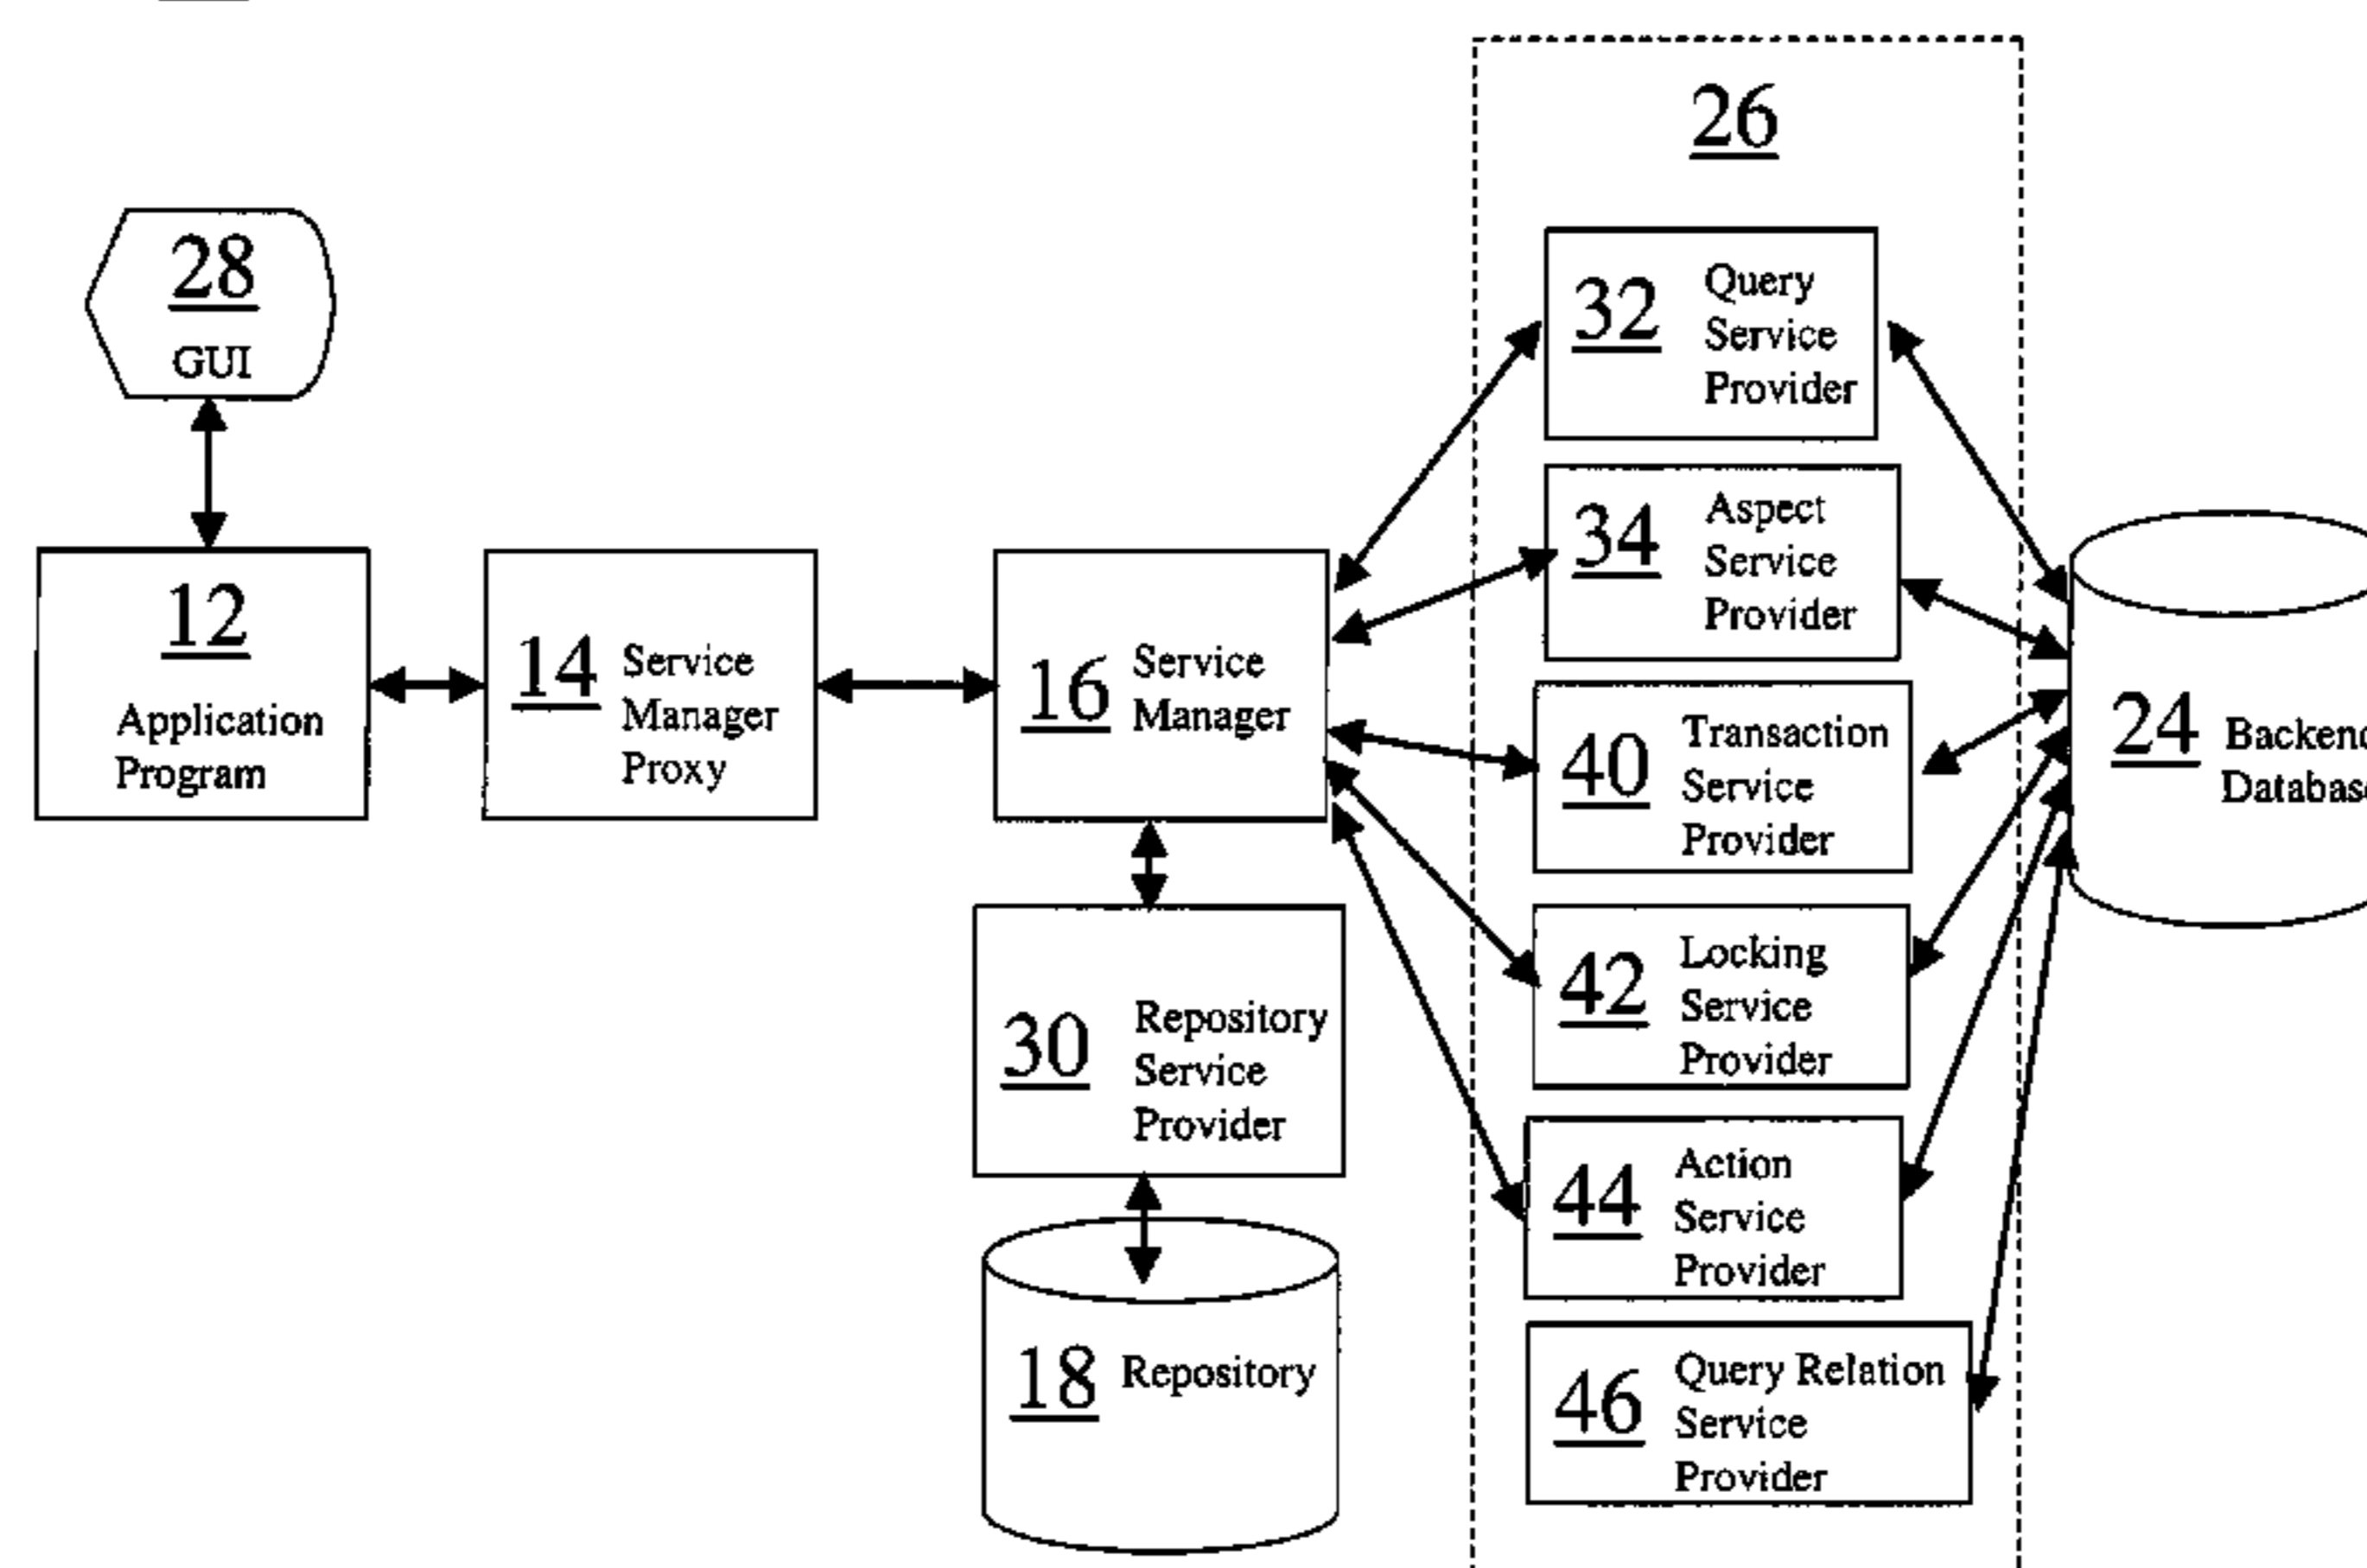 26
28
GUI
32 Query
Service
Provider
34 Aspect
Service
Provider
12
Application
Program
14 Service
Manager
Proxy
16 Service
Manager
40 Transaction
Service
Provider
24 Backend
Database
30 Repository
Service
Provider
42 Locking
Service
Provider
44 Action
Service
Provider
18 Repository
46 Query Relation
Service
Provider